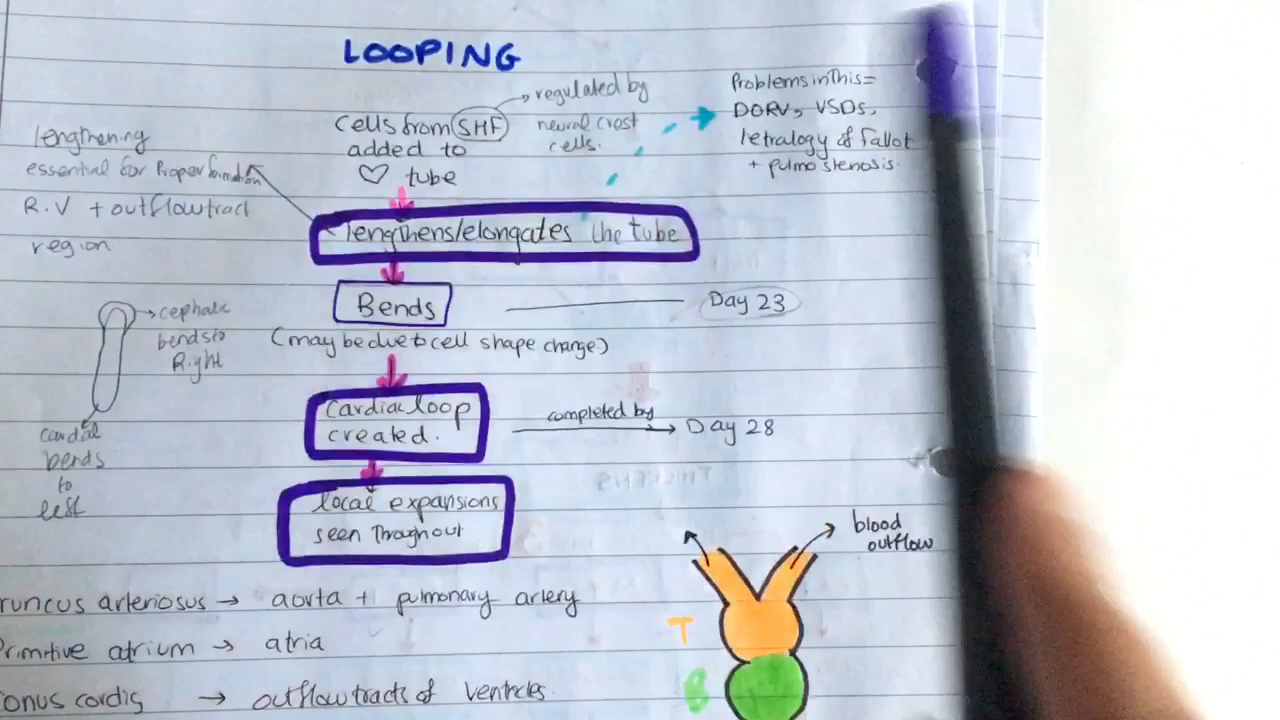 LOOPING
cells from SHF
added to
♡ tube
regulated by
neural crest
cells.
Problems in this =
DORV, VSDs,
tetralogy of Fallot
+ pulmo stenosis.
lengthening
essential for Proper formation
R.V + outflow tract
region
lengthens/elongates the tube
Bends
Day 23
(may be due to cell shape change)
→ cephalic
bends to
Right
caudal
bends
to
left
Cardiac loop
created.
completed by
Day 28
local expansions
seen Throughout
blood
outflow
T
B
runcus arteriosus → aorta + pulmonary artery
rimitive atrium → atria
onus cordis → outflow tracts of ventricles